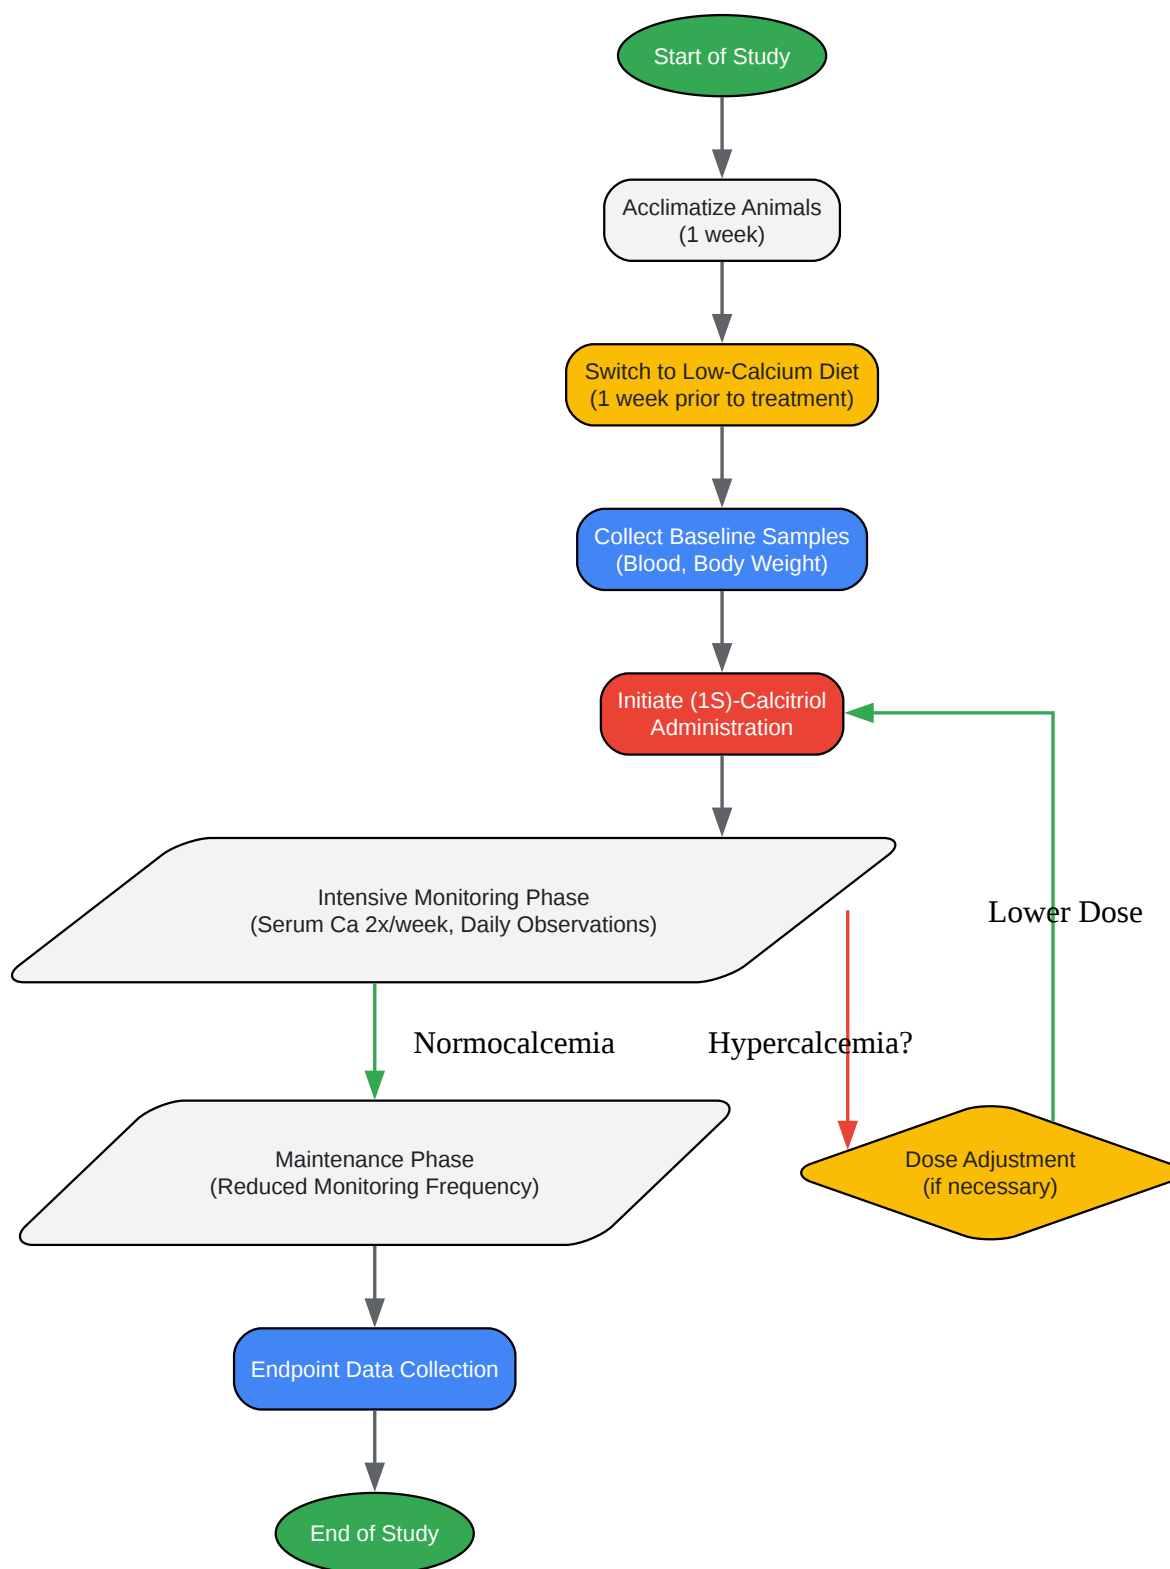 Start of Study
Acclimatize Animals
(1 week)
Switch to Low-Calcium Diet
(1 week prior to treatment)
Collect Baseline Samples
(Blood, Body Weight)
Initiate (1S)-Calcitriol
Administration
Intensive Monitoring Phase
(Serum Ca 2x/week, Daily Observations)
Lower Dose
Normocalcemia
Hypercalcemia?
Maintenance Phase
(Reduced Monitoring Frequency)
Dose Adjustment
(if necessary)
Endpoint Data Collection
End of Study